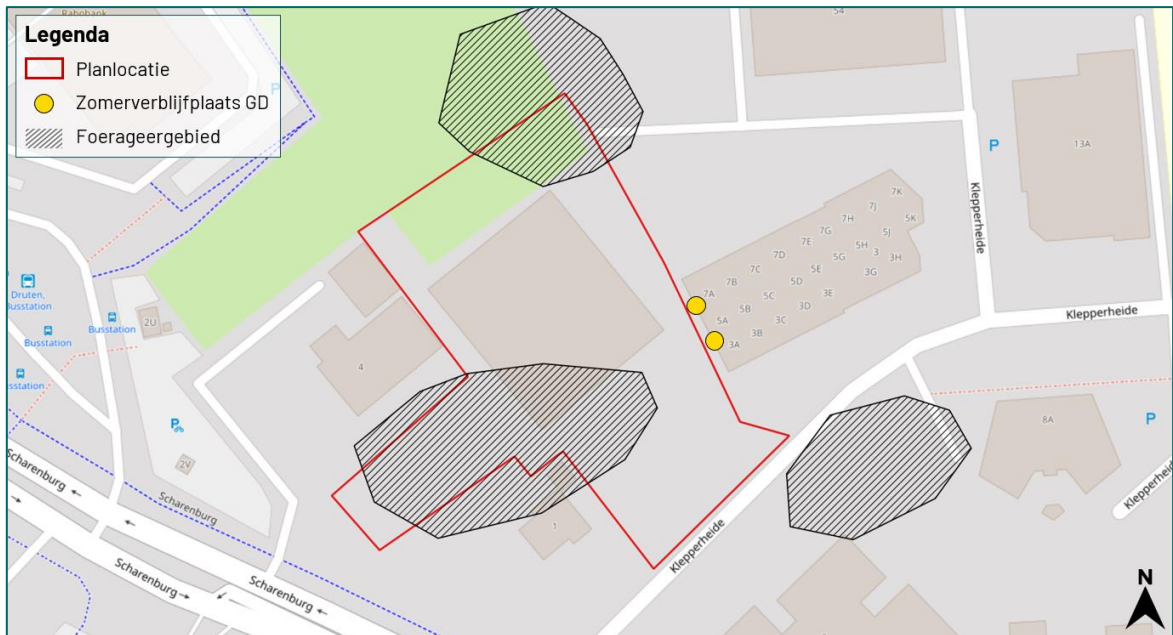 Rabobank
Legenda
Planlocatie
Zomerverblijfplaats GD
Foerageergebied
P
54
P
13A
Klepperheide
7K
7J
5K
7H
7G
5J
7E
5H
3
3H
7D
5G
3G
7C
5E
7B
5D
3E
7A
5C
3D
5B
3C
5A
3B
3A
Klepperheide
Druten,
Busstation
Busstation
Busstation
2U
Busstation
4
P
8A
P
2V
Scharenburg
Scharenburg
1
Klepperheide
Klepperheide
Scharenburg
Scharenburg
Scharenburg
N